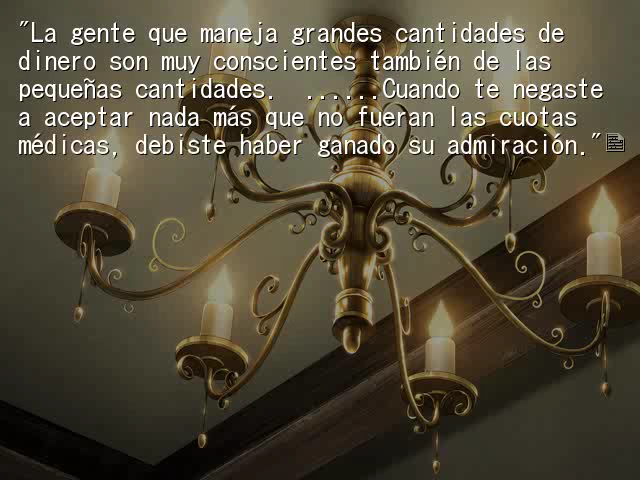 "La gente que maneja grandes cantidades de
dinero son muy conscientes también de las
pequeñas cantidades.  ......Cuando te negaste
a aceptar nada más que no fueran las cuotas
médicas, debiste haber ganado su admiración."